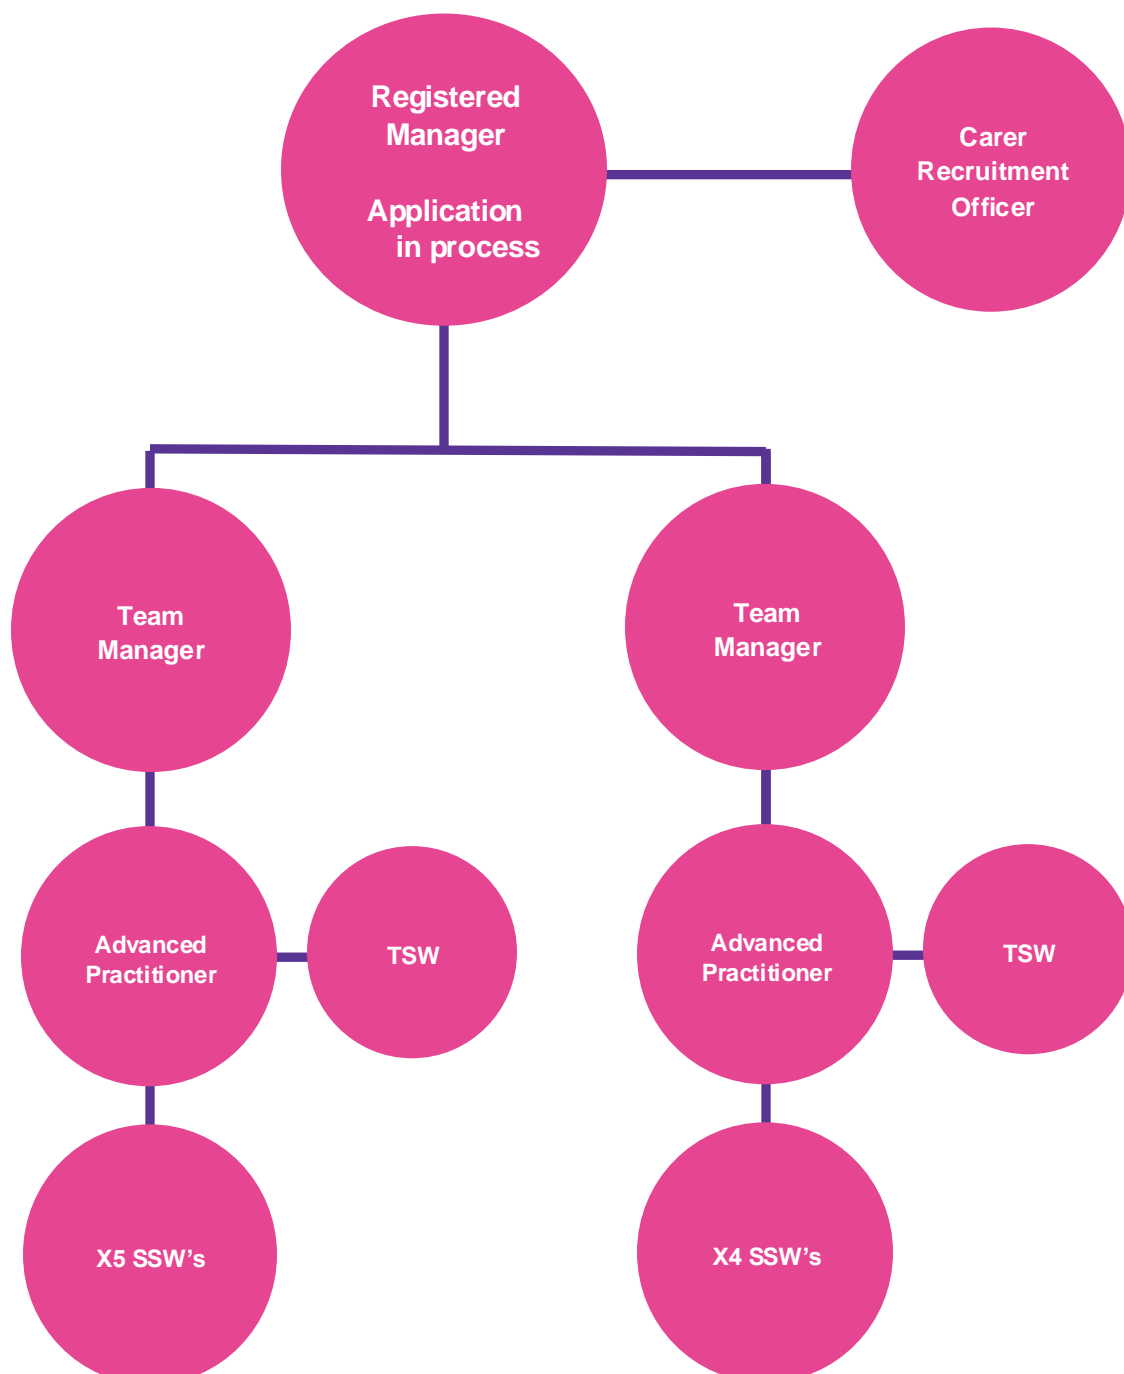 Registered
Manager
Application
in process
Carer
Recruitment
Officer
Team
Manager
Team
Manager
Advanced
Practitioner
TSW
Advanced
Practitioner
TSW
X5 SSW’s
X4 SSW’s